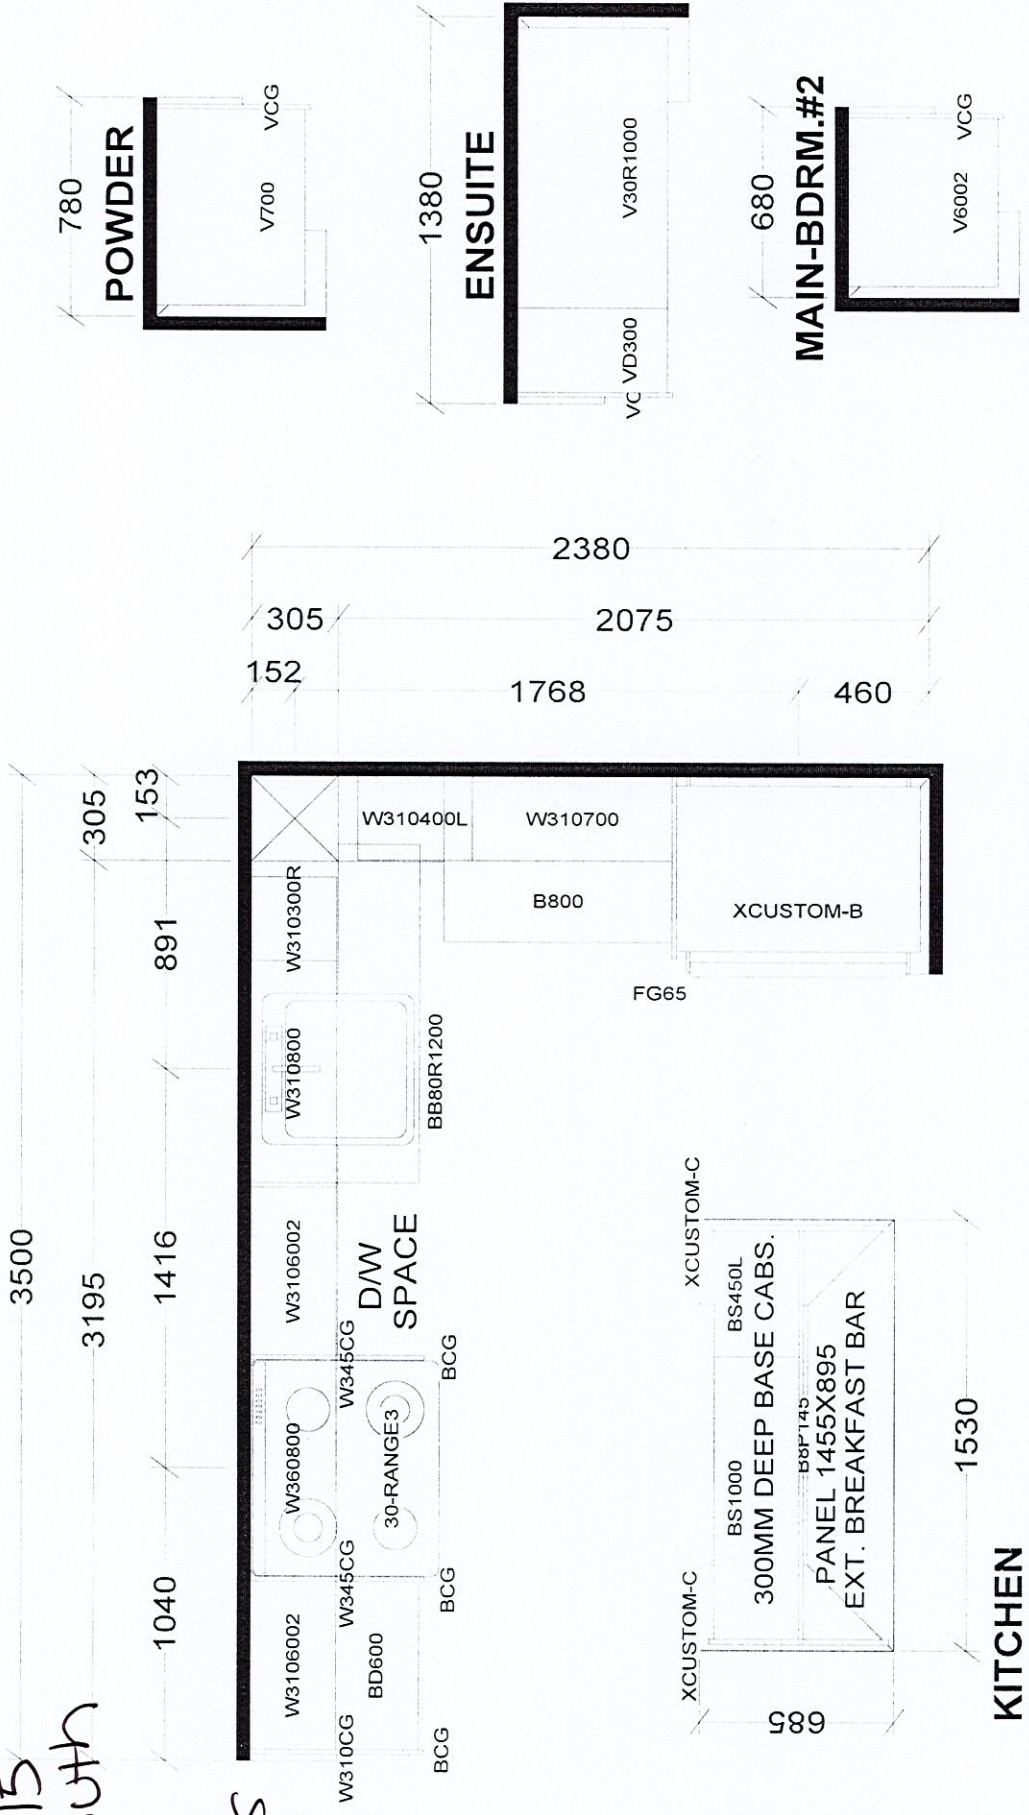 15
uth
s
3500
3195
305
1040
1416
891
153
2380
305
2075
152
1768
460
W3106002
W360800
W3106002
W310800
W310300R
W310400L
W310700
W310CG
W345CG
W345CG
BD600
30-RANGE3
D/W
SPACE
BB80R1200
B800
XCUSTOM-B
FG65
BCG
BCG
BCG
XCUSTOM-C
XCUSTOM-C
BS1000
BS450L
300MM DEEP BASE CABS.
PANEL 1455X895
EXT. BREAKFAST BAR
685
1530
KITCHEN
780
POWDER
V700
VCG
1380
ENSUITE
VD300
V30R1000
680
MAIN-BDRM.#2
V6002
VCG